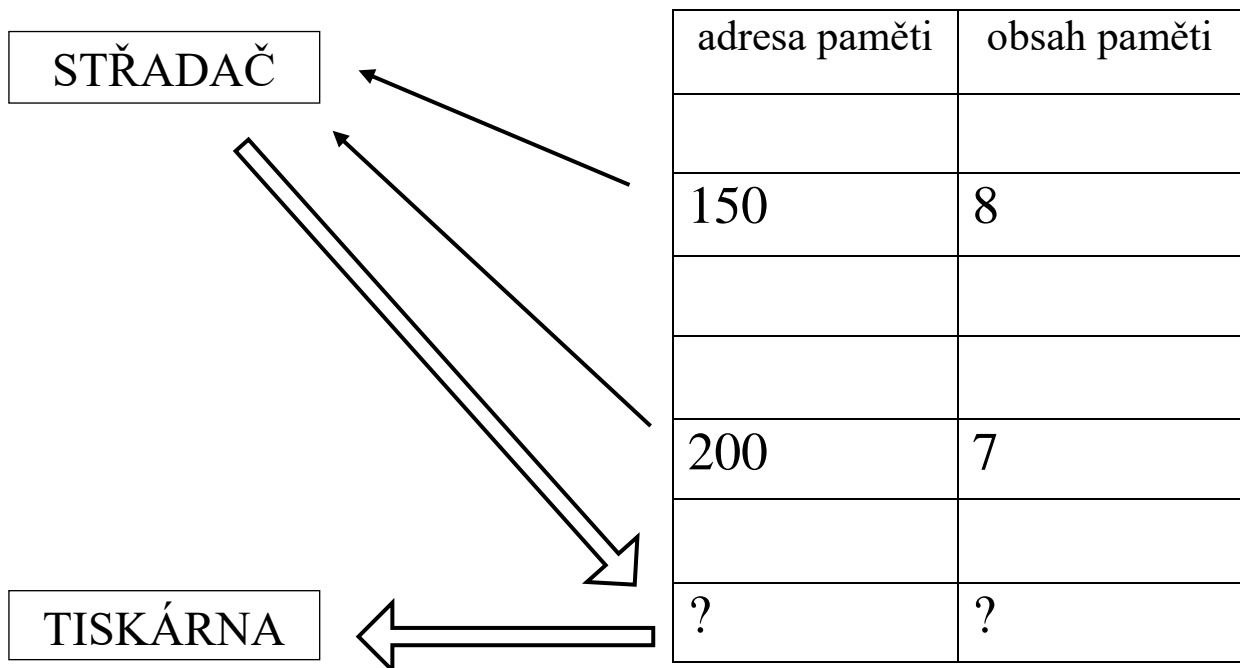 STŘADAČ
adresa paměti obsah paměti
150 8
200 7
? ?
TISKÁRNA